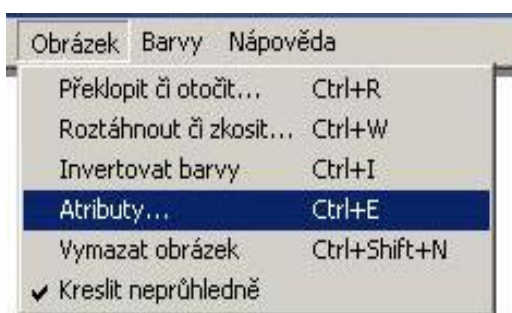 Obrázek Barvy Nápověda
Překlopit či otočit... Ctrl+R
Roztáhnout či zkosit... Ctrl+W
Invertovat barvy Ctrl+I
Atributy... Ctrl+E
Vymazat obrázek Ctrl+Shift+N
Kreslit neprůhledně